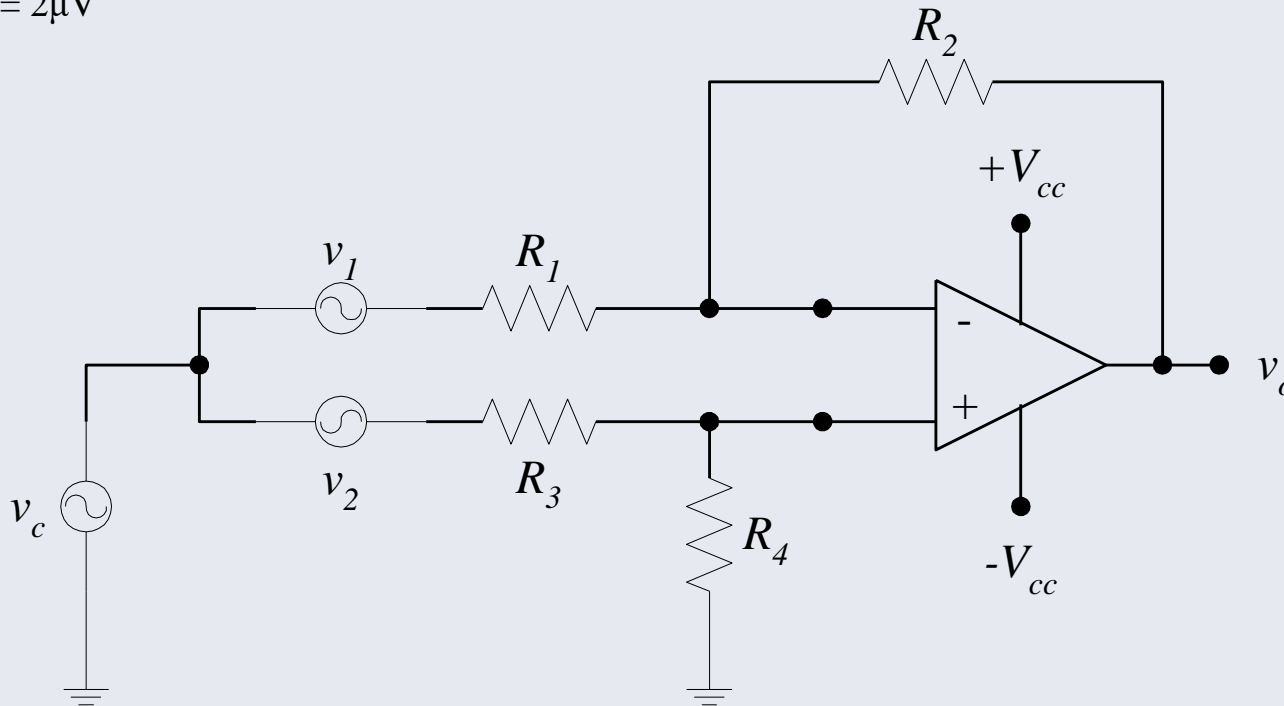 = 2μV
R2
+Vcc
v1
R1
-
+
v2
R3
vc
R4
-Vcc